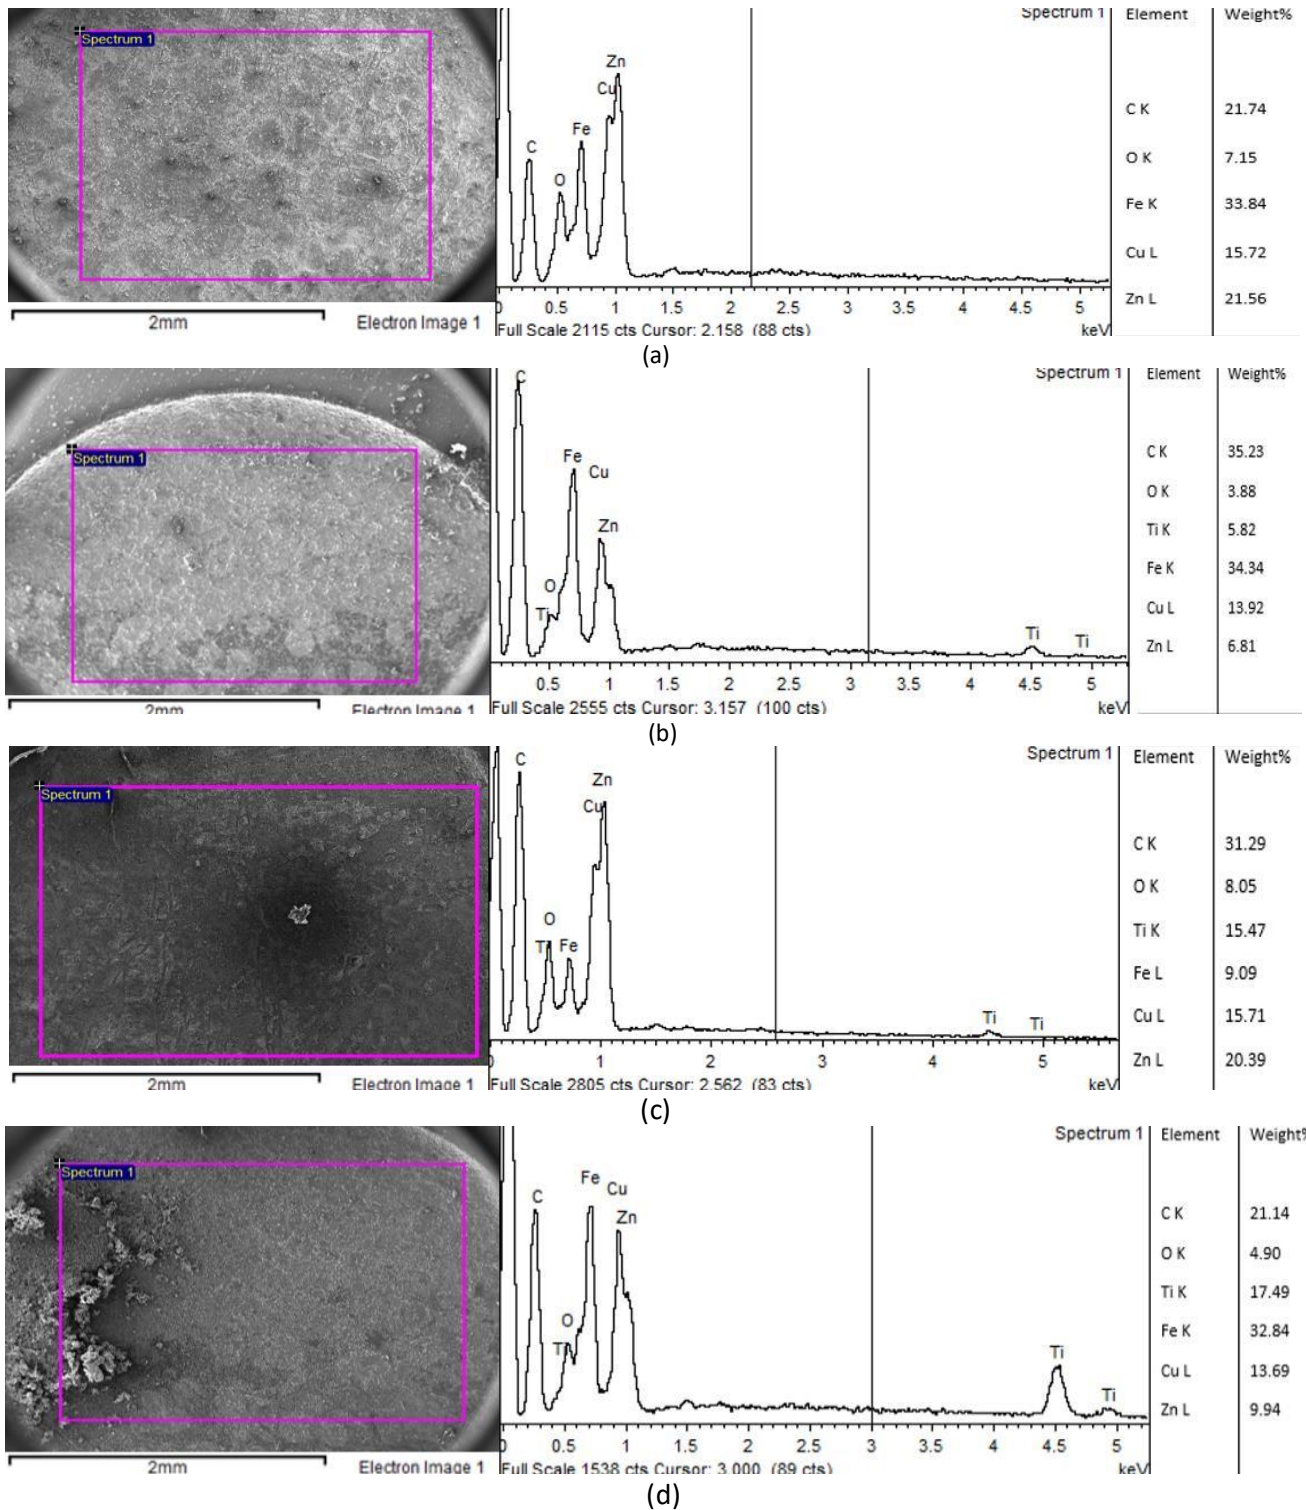 Spectrum 1
2mm
Electron Image 1
Spectrum 1
Zn
Cu
Fe
C
O
0 0.5 1 1.5 2 2.5 3 3.5 4 4.5 5
Full Scale 2115 cts Cursor: 2.158 (88 cts)
keV
Element Weight%
C K 21.74
O K 7.15
Fe K 33.84
Cu L 15.72
Zn L 21.56
(a)
Spectrum 1
2mm
Electron Image 1
Spectrum 1
C
Fe
Cu
Zn
O
Ti
Ti
Ti
0.5 1 1.5 2 2.5 3 3.5 4 4.5 5
Full Scale 2555 cts Cursor: 3.157 (100 cts)
keV
Element Weight%
C K 35.23
O K 3.88
Ti K 5.82
Fe K 34.34
Cu L 13.92
Zn L 6.81
(b)
Spectrum 1
2mm
Electron Image 1
Spectrum 1
C
Zn
Cu
O
Ti
Fe
Ti
Ti
0 1 2 3 4 5
Full Scale 2805 cts Cursor: 2.562 (83 cts)
keV
Element Weight%
C K 31.29
O K 8.05
Ti K 15.47
Fe L 9.09
Cu L 15.71
Zn L 20.39
(c)
Spectrum 1
2mm
Electron Image 1
Spectrum 1
Fe
Cu
C
Zn
O
Ti
Ti
Ti
0 0.5 1 1.5 2 2.5 3 3.5 4 4.5 5
Full Scale 1538 cts Cursor: 3.000 (89 cts)
keV
Element Weight%
C K 21.14
O K 4.90
Ti K 17.49
Fe K 32.84
Cu L 13.69
Zn L 9.94
(d)